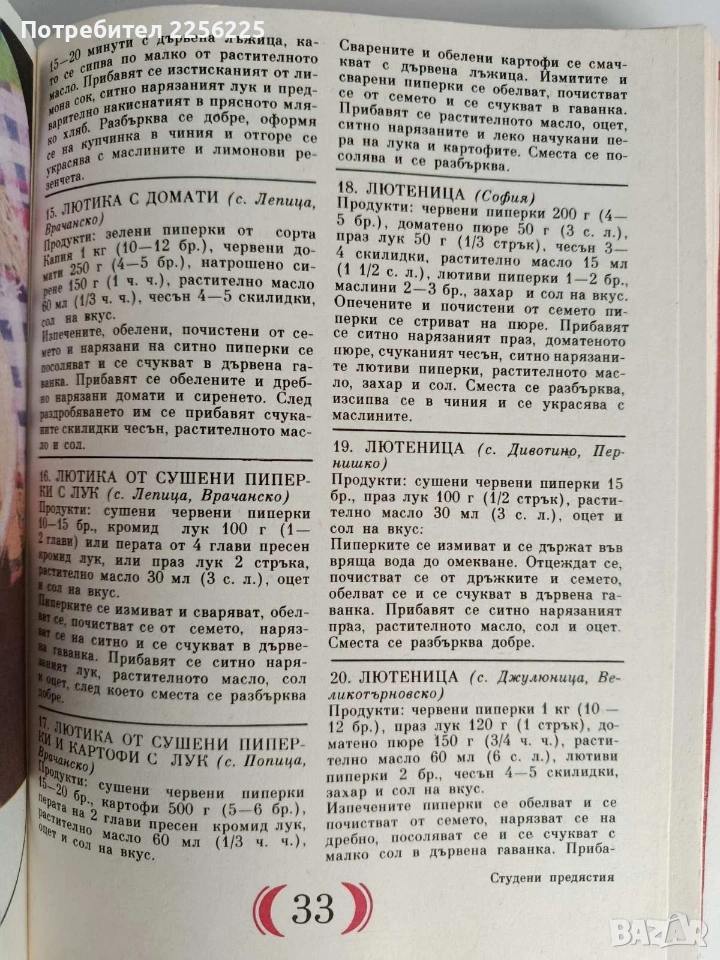 Потребител 2256225
15—20 минути с дървена лъжица, ка-
то се сипва по малко от растителното
масло. Прибавят се изстисканият от ли-
мона сок, ситно нарязаният лук и пред-
варително накиснатият в прясното мля-
ко хляб. Разбърква се добре, оформя
се на купчинка в чиния и отгоре се
украсява с маслините и лимонови ре-
зенчета.
15. ЛЮТИКА С ДОМАТИ (с. Лепица,
Врачанско)
Продукти: зелени пиперки от сорта
Капия 1 кг (10—12 бр.), червени до-
мати 250 г (4—5 бр.), натрошено си-
рене 150 г (1 ч. ч.), растително масло
60 мл (1/3 ч. ч.), чесън 4—5 скилидки,
сол на вкус.
Изпечените, обелени, почистени от се-
мето и нарязани на ситно пиперки се
посоляват и се счукват в дървена га-
ванка. Прибавят се обелените и дреб-
но нарязани домати и сиренето. След
раздробяването им се прибавят счука-
ните скилидки чесън, растително мас-
ло и сол.
16. ЛЮТИКА ОТ СУШЕНИ ПИПЕР-
КИ С ЛУК (с. Лепица, Врачанско)
Продукти: сушени червени пиперки
10—15 бр., кромид лук 100 г (1—
2 глави) или перата от 4 глави пресен
кромид лук, или праз лук 2 стръка,
растително масло 30 мл (3 с. л.), оцет
и сол на вкус.
Пиперките се измиват и сваряват, обел-
ват се, почистват се от семето, наряз-
ват се на ситно и се счукват в дърве-
на гаванка. Прибавят се ситно наря-
заният лук, растителното масло, сол
и оцет, след което сместа се разбърква
добре.
17. ЛЮТИКА ОТ СУШЕНИ ПИПЕР-
КИ И КАРТОФИ С ЛУК (с. Попица,
Врачанско)
Продукти: сушени червени пиперки
15—20 бр., картофи 500 г (5—6 бр.),
перата на 2 глави пресен кромид лук,
растително масло 60 мл (1/3 ч. ч.),
оцет и сол на вкус.
Сварените и обелени картофи се смач-
кват с дървена лъжица. Измитите и
сварени пиперки се обелват, почистват
се от семето и се счукват в гаванка.
Прибавят се растителното масло, оцет,
ситно нарязаните и леко начукани пе-
ра на лука и картофите. Сместа се по-
солява и се разбърква.
18. ЛЮТЕНИЦА (София)
Продукти: червени пиперки 200 г (4—
5 бр.), доматено пюре 50 г (3 с. л.),
праз лук 50 г (1/3 стрък), чесън 3—
4 скилидки, растително масло 15 мл
(1 1/2 с. л.), лютиви пиперки 1—2 бр.,
маслини 2—3 бр., захар и сол на вкус.
Опечените и почистени от семето пи-
перки се стриват на пюре. Прибавят
се ситно нарязаният праз, доматеното
пюре, счуканият чесън, ситно нарязани-
те лютиви пиперки, растителното мас-
ло, захар и сол. Сместа се разбърква,
изсипва се в чиния и се украсява с
маслините.
19. ЛЮТЕНИЦА (с. Дивотино, Пер-
нишко)
Продукти: сушени червени пиперки 15
бр., праз лук 100 г (1/2 стрък), расти-
телно масло 30 мл (3 с. л.), оцет и
сол на вкус:
Пиперките се измиват и се държат във
вряща вода до омекване. Отцеждат се,
почистват се от дръжките и семето,
обелват се и се счукват в дървена га-
ванка. Прибавят се ситно нарязаният
праз, растителното масло, сол и оцет.
Сместа се разбърква добре.
20. ЛЮТЕНИЦА (с. Джулюница, Ве-
ликотърновско)
Продукти: червени пиперки 1 кг (10—
12 бр.), праз лук 120 г (1 стрък), до-
матено пюре 150 г (3/4 ч. ч.), расти-
телно масло 60 мл (6 с. л.), лютиви
пиперки 2 бр., чесън 4—5 скилидки,
захар и сол на вкус.
Изпечените пиперки се обелват и се
почистват от семето, нарязват се на
дребно, посоляват се и се счукват с
малко сол в дървена гаванка. Приба-
Студени предястия
33
BAZAR